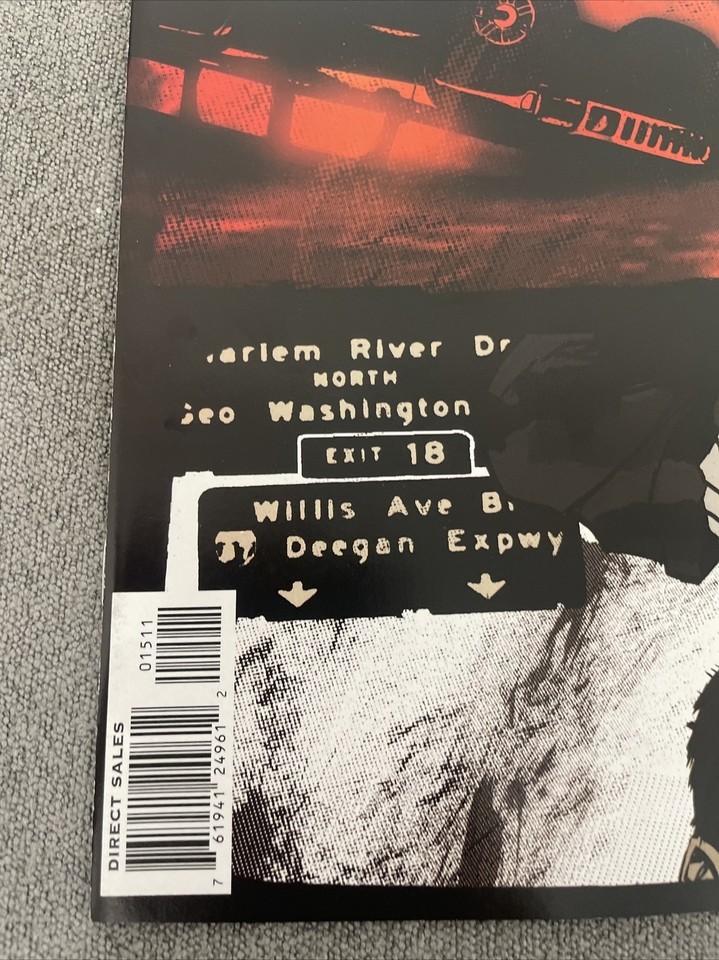 arlem River Dr
NORTH
Geo Washington
EXIT 18
Willis Ave B
Deegan Expwy
01511
DIRECT SALES
7 61941 24961 2